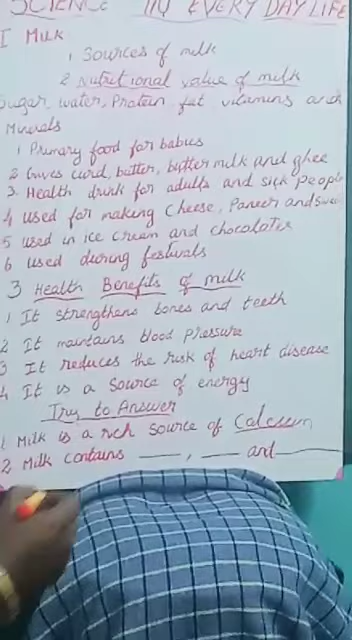 SCIENCE IN EVERY DAY LIFE
I Milk
1 Sources of milk
2 Nutritional value of milk
Sugar, water, Protein, fat vitamins and
Minerals
1 Primary food for babies
2 Gives curd, butter, butter milk and ghee
3. Health drink for adults and sick People
4 used for making Cheese, Paneer and
5 used in ice cream and chocolates
6 used during festivals
3 Health Benefits of milk
1 It strengthens bones and teeth
2 It maintains blood pressure
3 It reduces the risk of heart disease
4 It is a source of energy
Try to Answer
1 Milk is a rich source of Calcium
2, Milk contains ___, ___ and ___